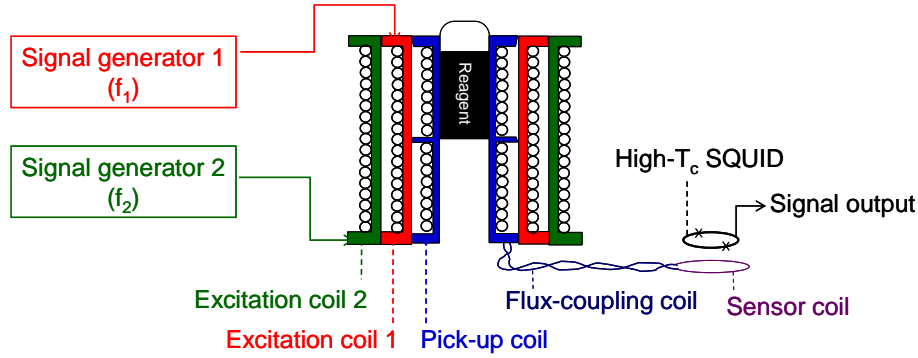 Signal generator 1
(f₁)
Reagent
Signal generator 2
(f₂)
High-T꜀ SQUID
Signal output
Excitation coil 2
Flux-coupling coil
Sensor coil
Excitation coil 1
Pick-up coil